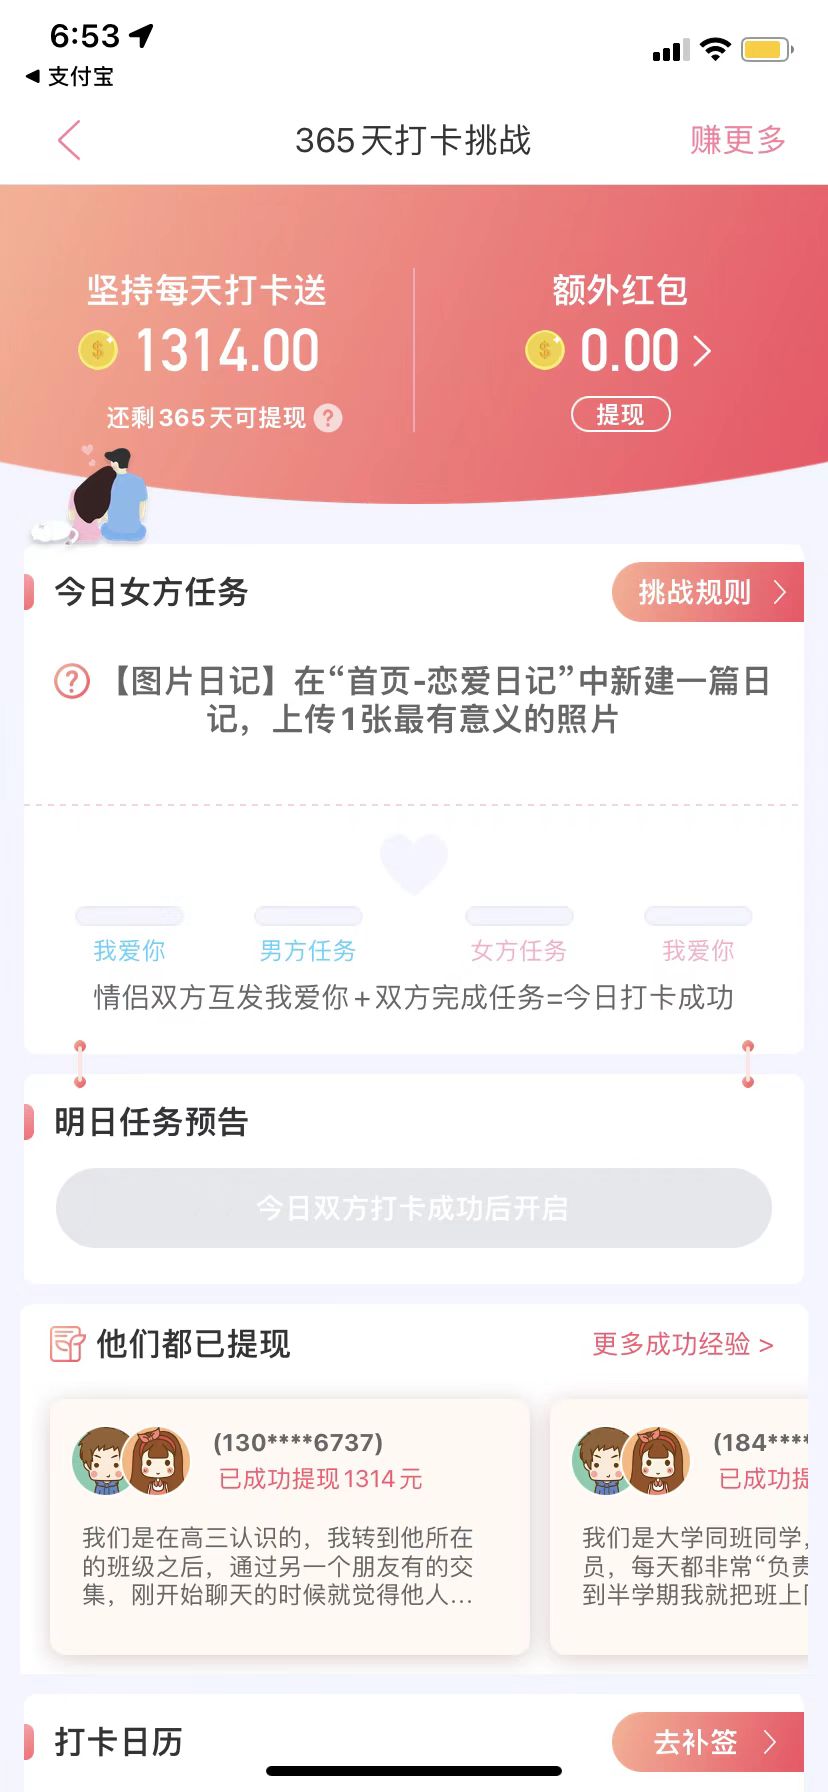 6:53
◀ 支付宝
365天打卡挑战
赚更多
坚持每天打卡送
1314.00
还剩365天可提现 ?
额外红包
0.00
提现
今日女方任务
挑战规则
【图片日记】在“首页-恋爱日记”中新建一篇日
记，上传1张最有意义的照片
我爱你 男方任务 女方任务 我爱你
情侣双方互发我爱你+双方完成任务=今日打卡成功
明日任务预告
今日双方打卡成功后开启
他们都已提现
更多成功经验 >
(130****6737)
已成功提现1314元
我们是在高三认识的，我转到他所在
的班级之后，通过另一个朋友有的交
集，刚开始聊天的时候就觉得他人...
(184****
已成功提
我们是大学同班同学，
员，每天都非常“负责
到半学期我就把班上
打卡日历
去补签